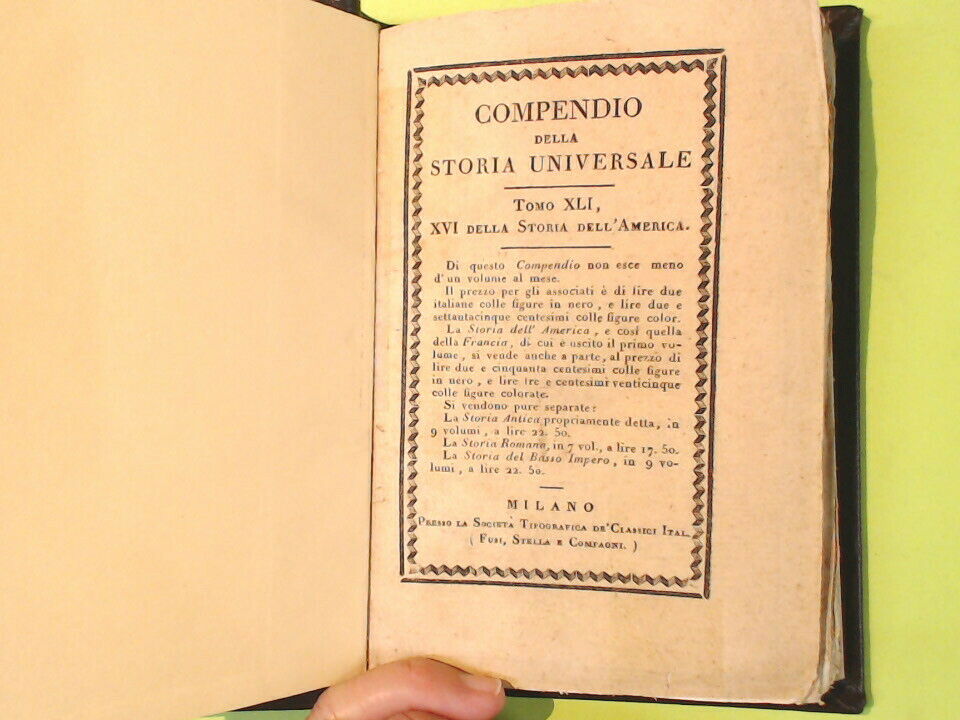 COMPENDIO
DELLA
STORIA UNIVERSALE
TOMO XLI,
XVI DELLA STORIA DELL'AMERICA.
Di questo Compendio non esce meno
d'un volume al mese.
Il prezzo per gli associati è di lire due
italiane colle figure in nero, e lire due e
settantacinque centesimi colle figure color.
La Storia dell' America, e così quella
della Francia, di cui è uscito il primo vo-
lume, si vende anche a parte, al prezzo di
lire due e cinquanta centesimi colle figure
in nero, e lire tre e centesimi venticinque
colle figure colorate.
Si vendono pure separate:
La Storia Antica propriamente detta, in
9 volumi, a lire 22. 50.
La Storia Romana, in 7 vol., a lire 17. 50.
La Storia del Basso Impero, in 9 vo-
lumi, a lire 22. 50.
MILANO
PRESSO LA SOCIETÀ TIPOGRAFICA DE' CLASSICI ITAL.
( FUSI, STELLA E COMPAGNI. )